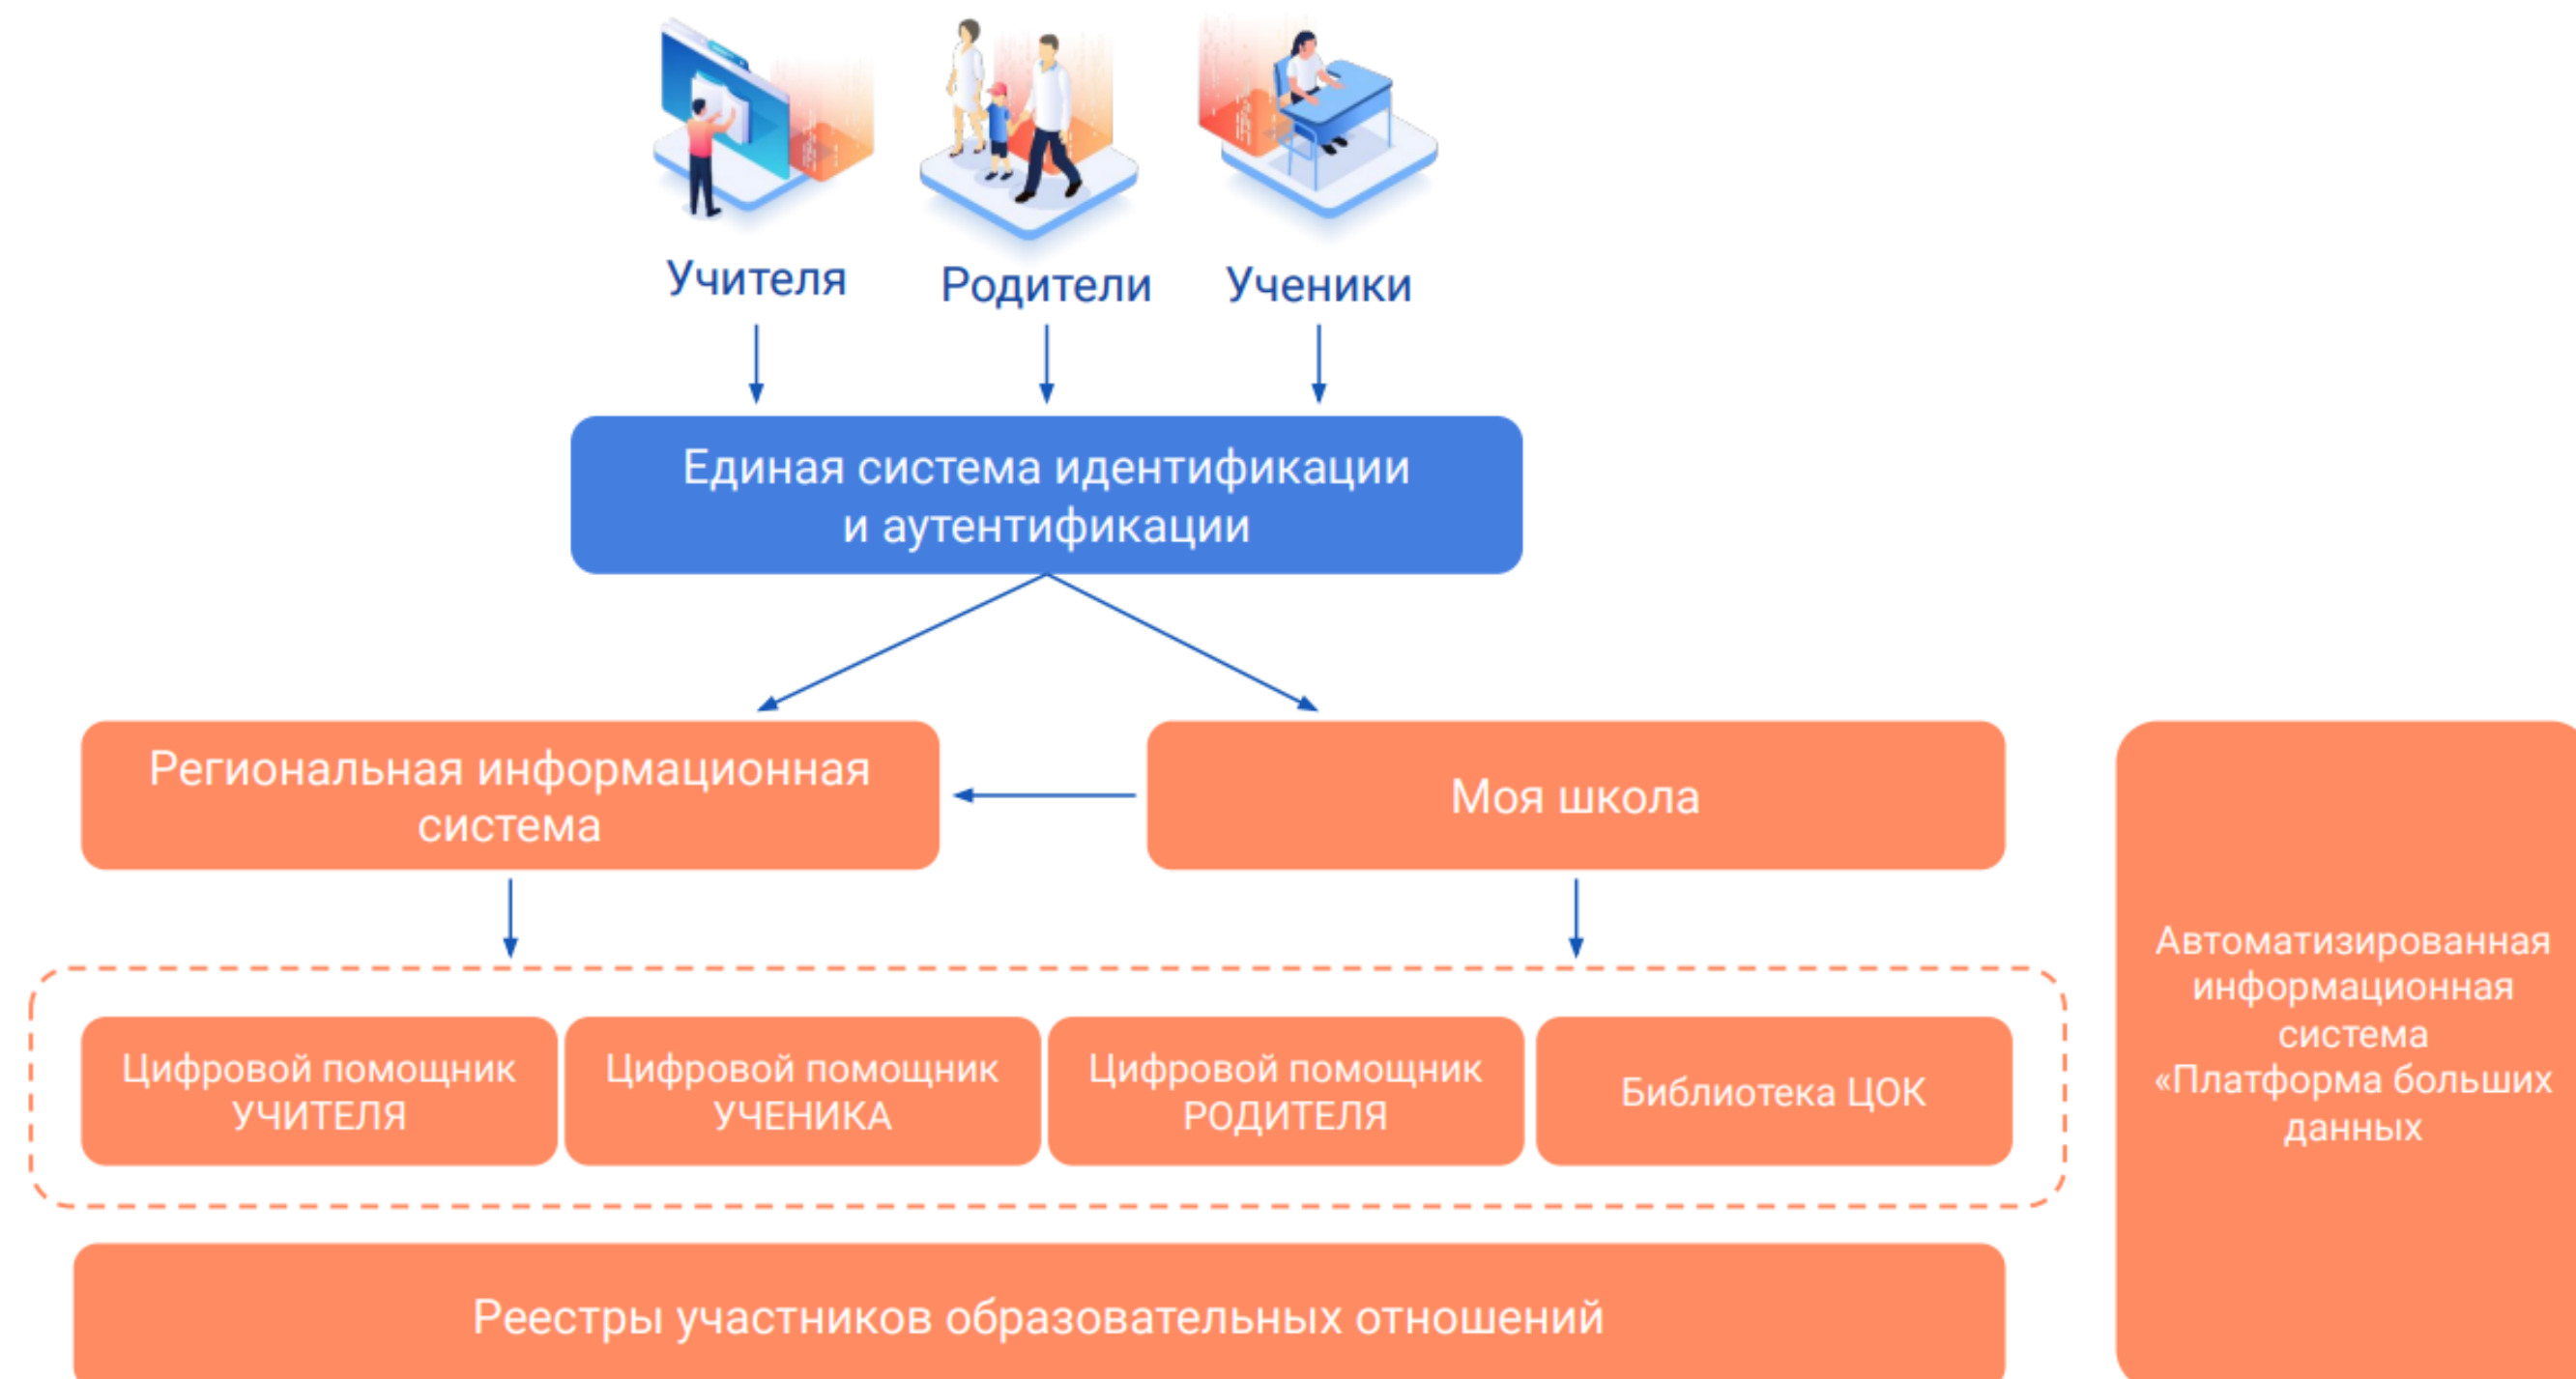 Учителя
Родители
Ученики
Единая система идентификации
и аутентификации
Региональная информационная
система
Моя школа
Автоматизированная
информационная
система
«Платформа больших
данных
Цифровой помощник
УЧИТЕЛЯ
Цифровой помощник
УЧЕНИКА
Цифровой помощник
РОДИТЕЛЯ
Библиотека ЦОК
Реестры участников образовательных отношений